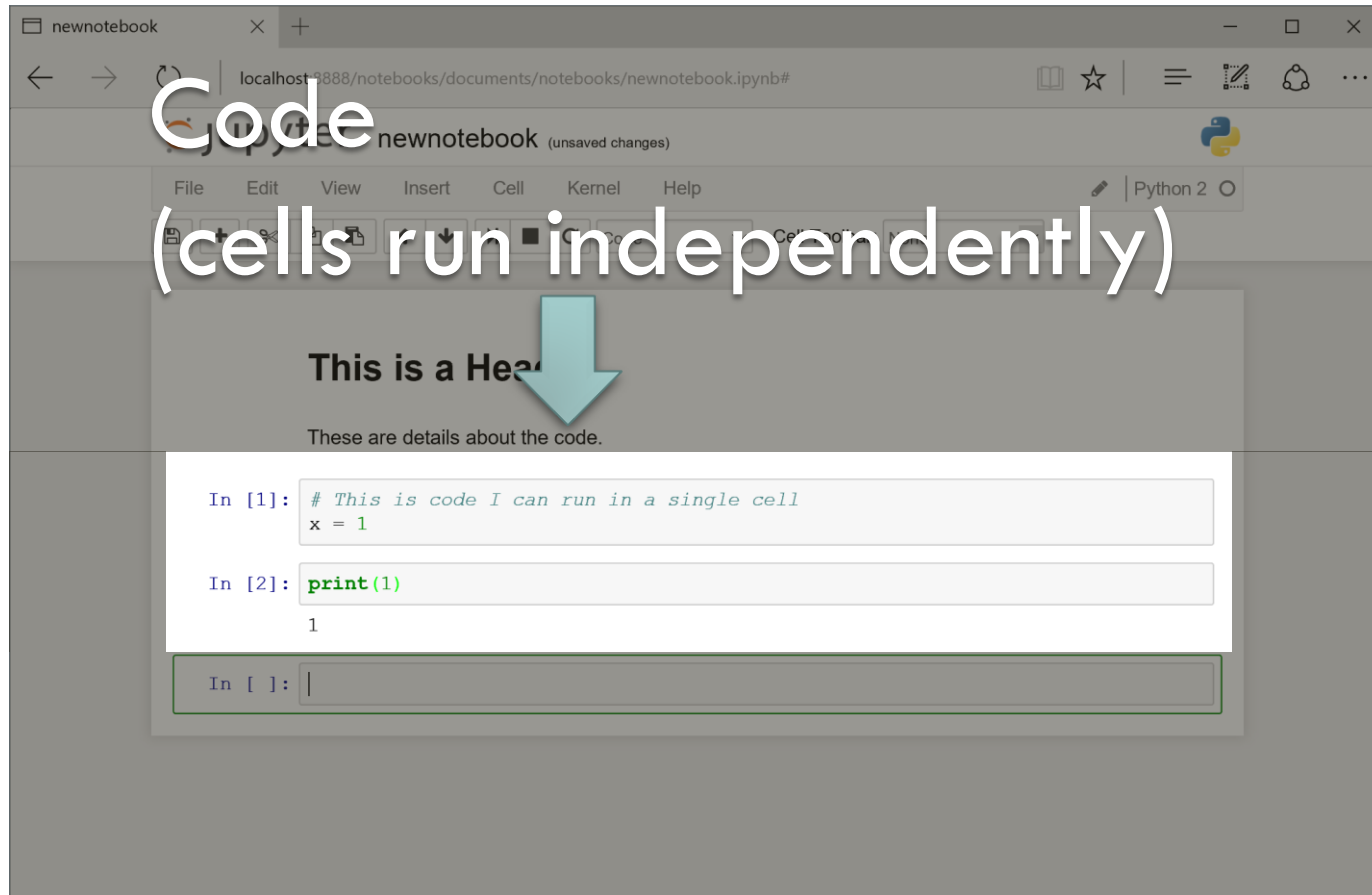 newnotebook
localhost:8888/notebooks/documents/notebooks/newnotebook.ipynb#
Code
jupyter newnotebook (unsaved changes)
File Edit View Insert Cell Kernel Help Python 2
(cells run independently)
This is a
These are details about the code.
In [1]: # This is code I can run in a single cell
x = 1
In [2]: print(1)
1
In [ ]: